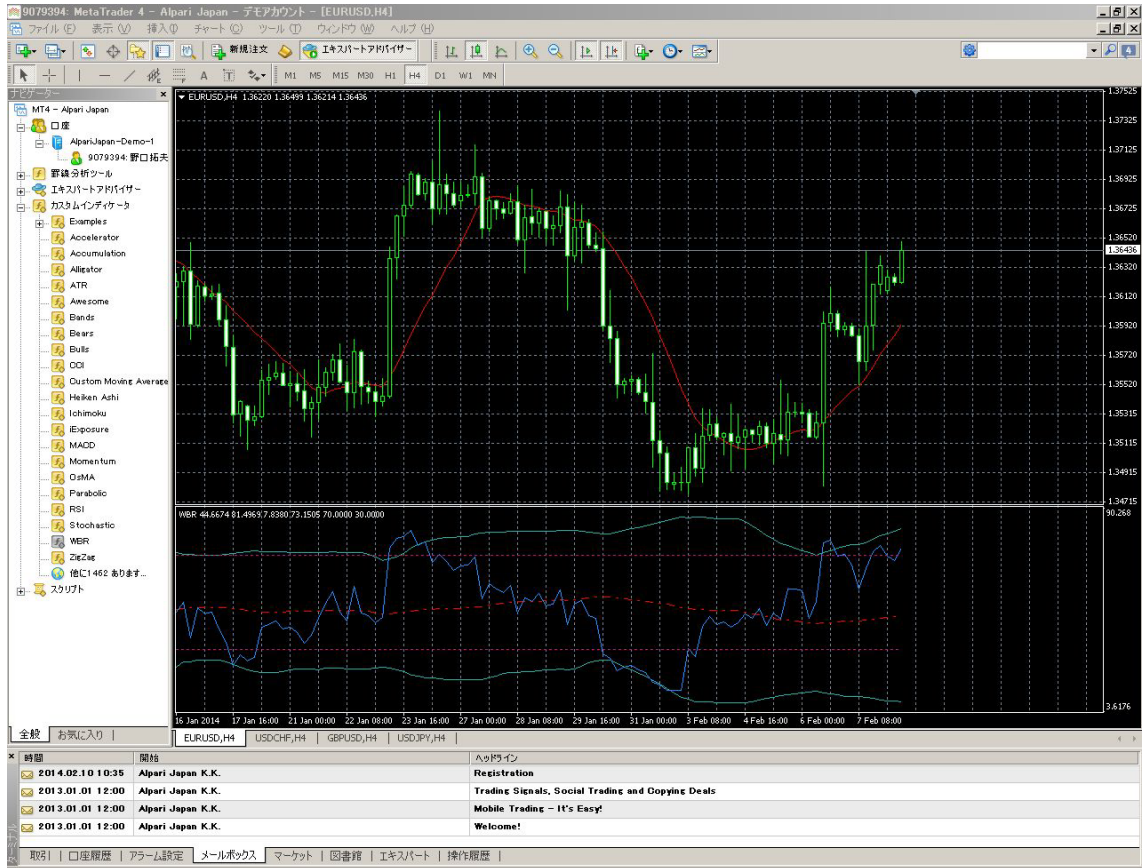 9079394: MetaTrader 4 - Alpari Japan - デモアカウント - [EURUSD,H4]
ファイル (F) 表示 (V) 挿入(I) チャート (C) ツール (T) ウィンドウ (W) ヘルプ (H)
新規注文 エキスパートアドバイザー
A T M1 M5 M15 M30 H1 H4 D1 W1 MN
ナビゲーター
MT4 - Alpari Japan
口座
AlpariJapan-Demo-1
9079394: 野口拓夫
罫線分析ツール
エキスパートアドバイザー
カスタムインディケータ
Examples
Accelerator
Accumulation
Alligator
ATR
Awesome
Bands
Bears
Bulls
CCI
Custom Moving Average
Heiken Ashi
Ichimoku
iExposure
MACD
Momentum
OsMA
Parabolic
RSI
Stochastic
WBR
ZigZag
他に1462 あります...
スクリプト
全般 お気に入り
EURUSD,H4 1.36220 1.36499 1.36214 1.36436
1.37525
1.37325
1.37125
1.36925
1.36725
1.36520
1.36436
1.36320
1.36120
1.35920
1.35720
1.35520
1.35315
1.35115
1.34915
1.34715
WBR 44.6674 81.4969 7.8380 73.1505 70.0000 30.0000
90.268
3.6176
16 Jan 2014 17 Jan 16:00 21 Jan 00:00 22 Jan 08:00 23 Jan 16:00 27 Jan 00:00 28 Jan 08:00 29 Jan 16:00 31 Jan 00:00 3 Feb 08:00 4 Feb 16:00 6 Feb 00:00 7 Feb 08:00
EURUSD,H4 USDCHF,H4 GBPUSD,H4 USDJPY,H4
時間 開始 ヘッドライン
2014.02.10 10:35 Alpari Japan K.K. Registration
2013.01.01 12:00 Alpari Japan K.K. Trading Signals, Social Trading and Copying Deals
2013.01.01 12:00 Alpari Japan K.K. Mobile Trading - It's Easy!
2013.01.01 12:00 Alpari Japan K.K. Welcome!
ターミナル
取引 口座履歴 アラーム設定 メールボックス マーケット 図書館 エキスパート 操作履歴